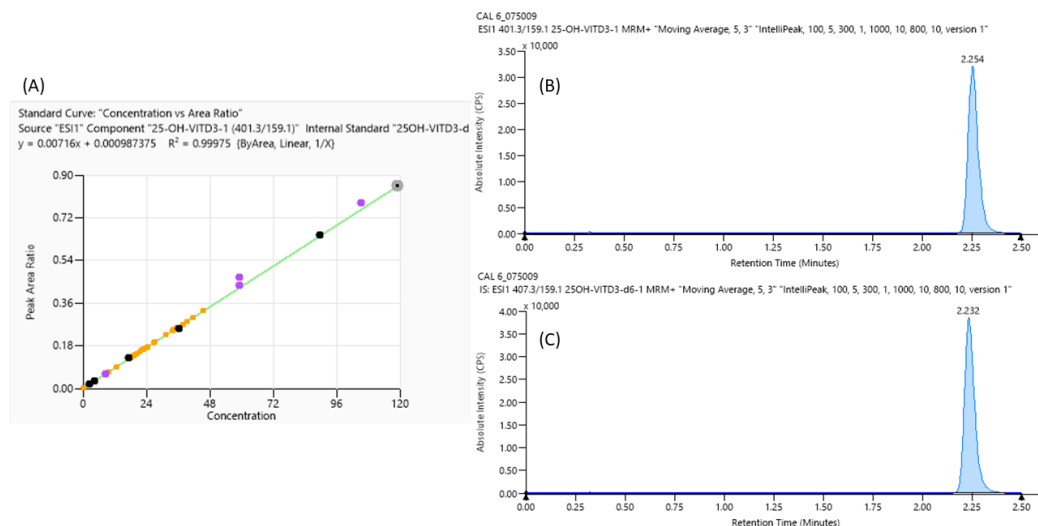 (A)
Standard Curve: "Concentration vs Area Ratio"
Source "ESI1" Component "25-OH-VITD3-1 (401.3/159.1)" Internal Standard "25OH-VITD3-d
y = 0.00716x + 0.000987375 R² = 0.99975 {ByArea, Linear, 1/X}
Peak Area Ratio
0.90
0.72
0.54
0.36
0.18
0.00
0 24 48 72 96 120
Concentration
CAL 6_075009
ESI1 401.3/159.1 25-OH-VITD3-1 MRM+ "Moving Average, 5, 3" "IntelliPeak, 100, 5, 300, 1, 1000, 10, 800, 10, version 1"
x 10,000
(B)
Absolute Intensity (CPS)
3.50
3.00
2.50
2.00
1.50
1.00
0.50
0.00
2.254
0.00 0.25 0.50 0.75 1.00 1.25 1.50 1.75 2.00 2.25 2.50
Retention Time (Minutes)
CAL 6_075009
IS: ESI1 407.3/159.1 25OH-VITD3-d6-1 MRM+ "Moving Average, 5, 3" "IntelliPeak, 100, 5, 300, 1, 1000, 10, 800, 10, version 1"
x 10,000
(C)
Absolute Intensity (CPS)
4.00
3.50
3.00
2.50
2.00
1.50
1.00
0.50
0.00
2.232
0.00 0.25 0.50 0.75 1.00 1.25 1.50 1.75 2.00 2.25 2.50
Retention Time (Minutes)